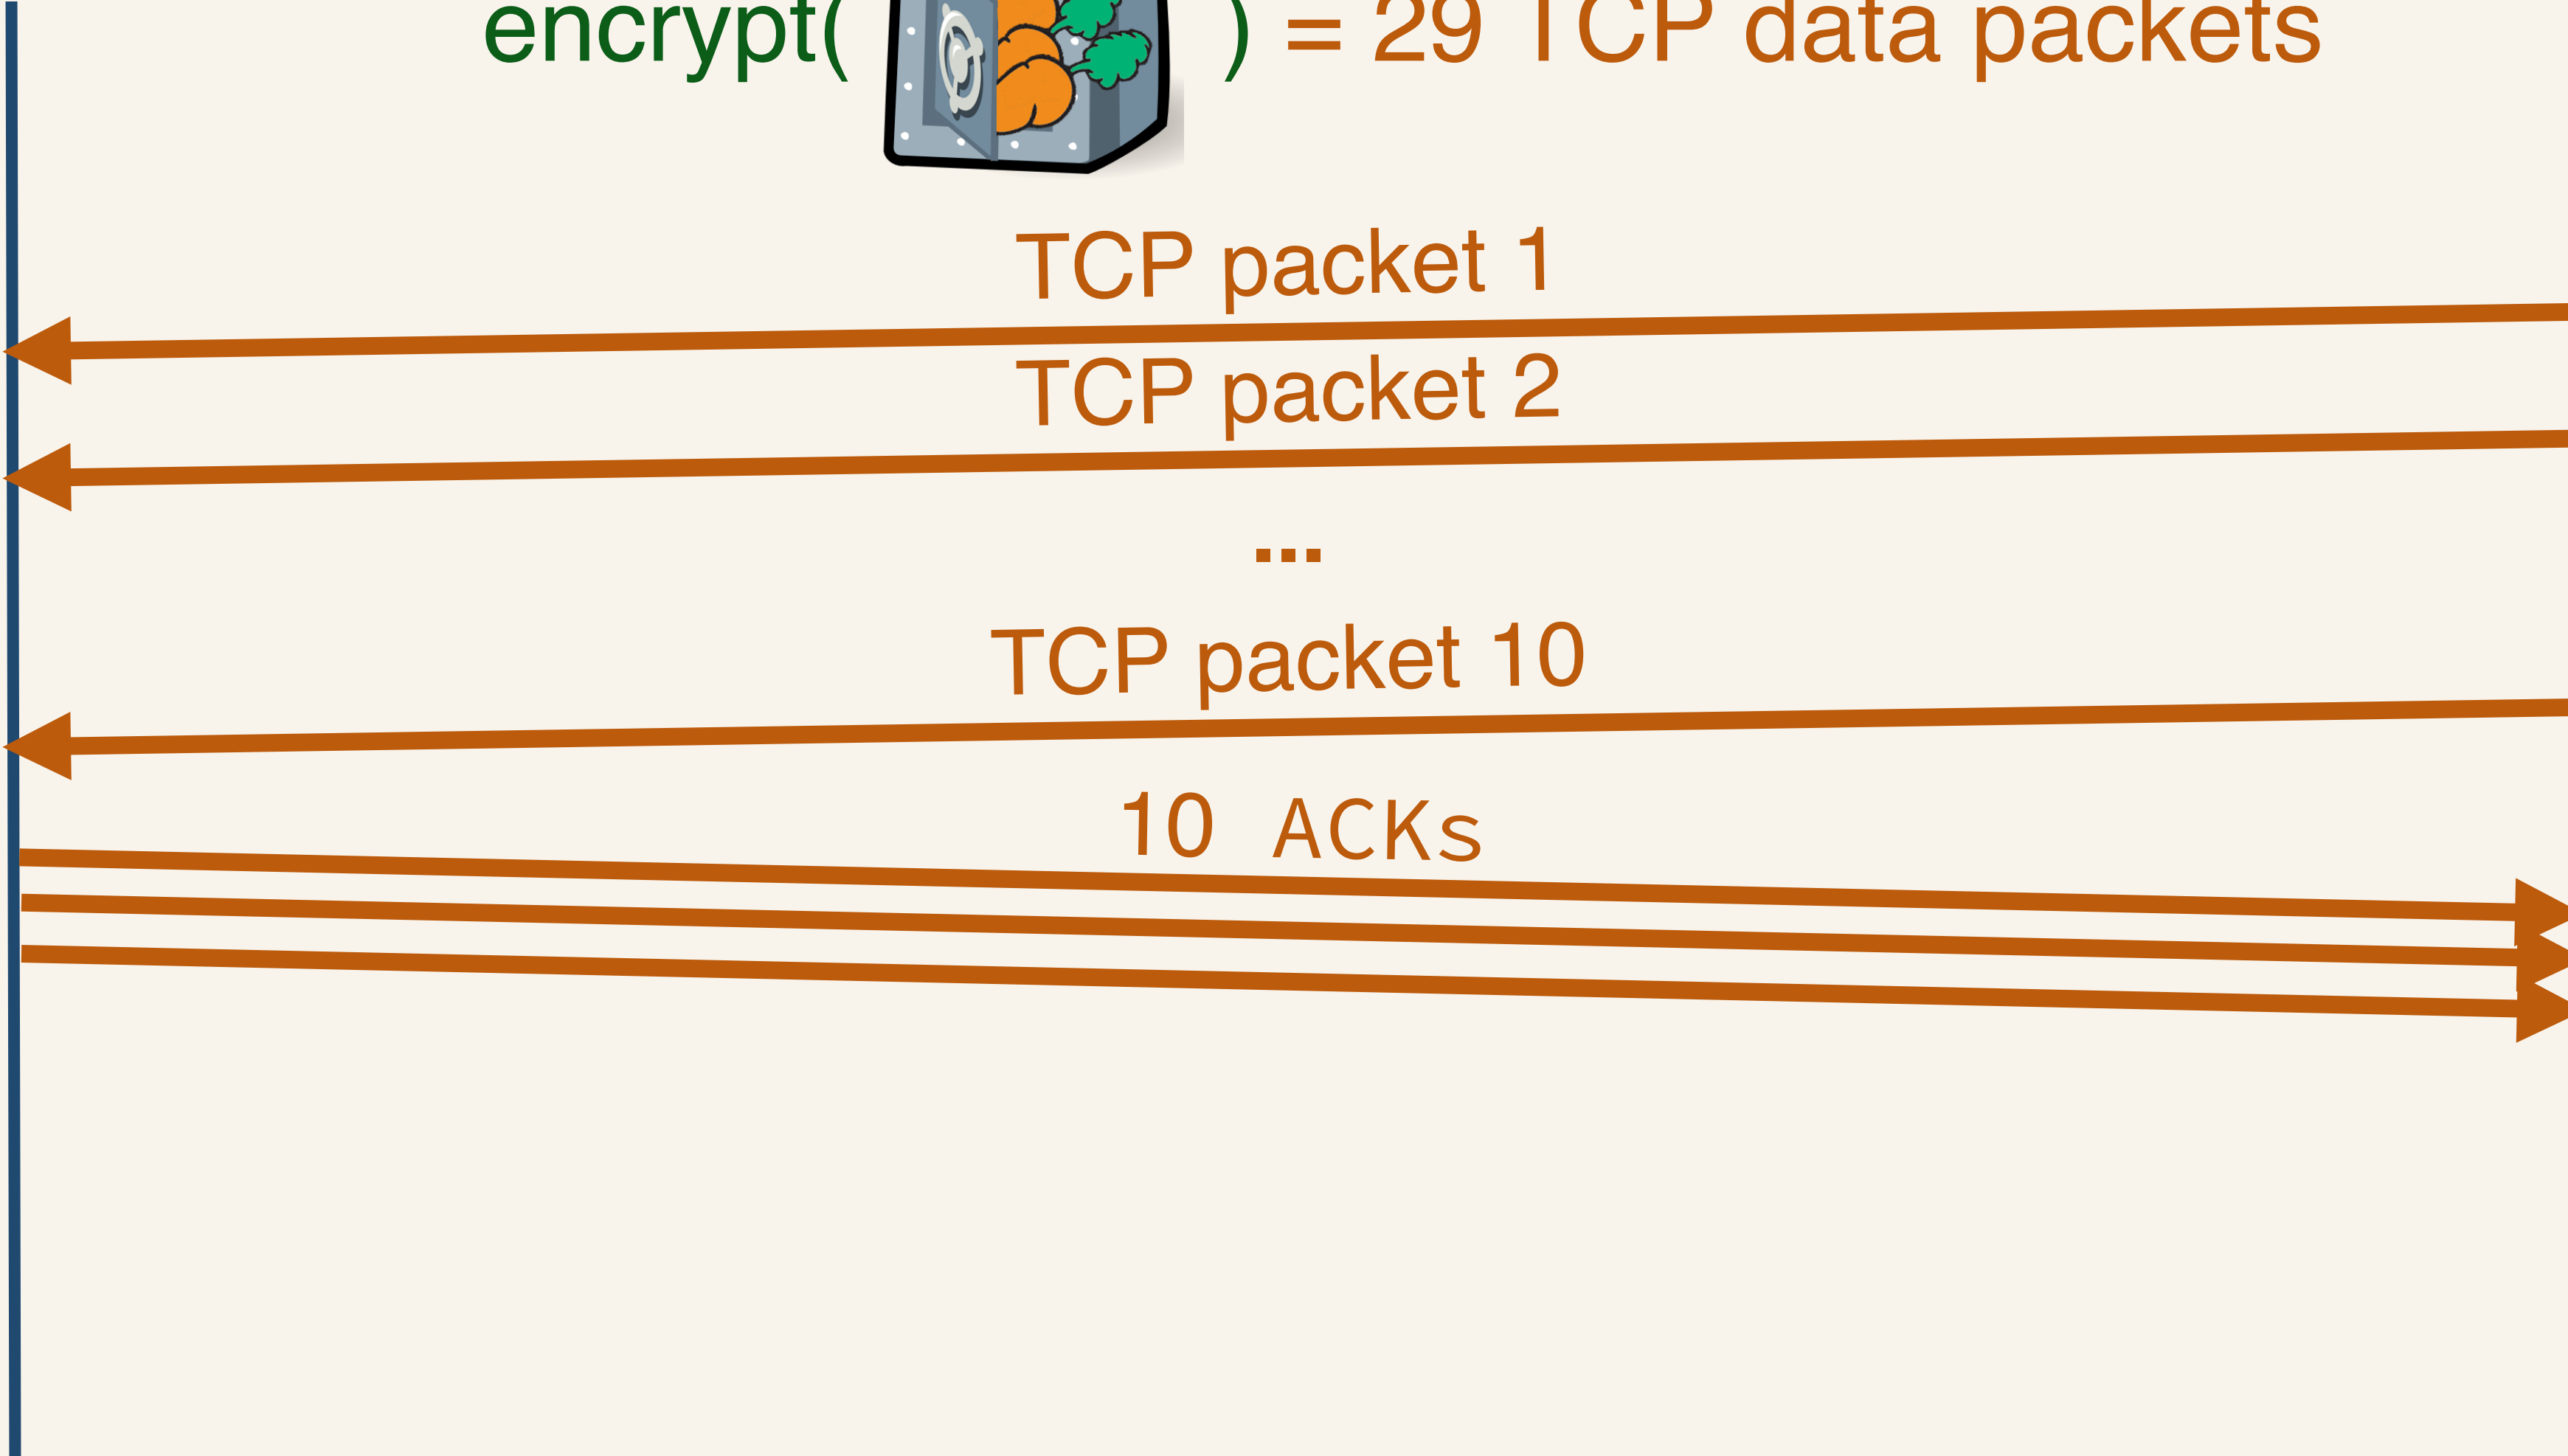 encrypt( ) = 29 TCP data packets
TCP packet 1
TCP packet 2
...
TCP packet 10
10 ACKs